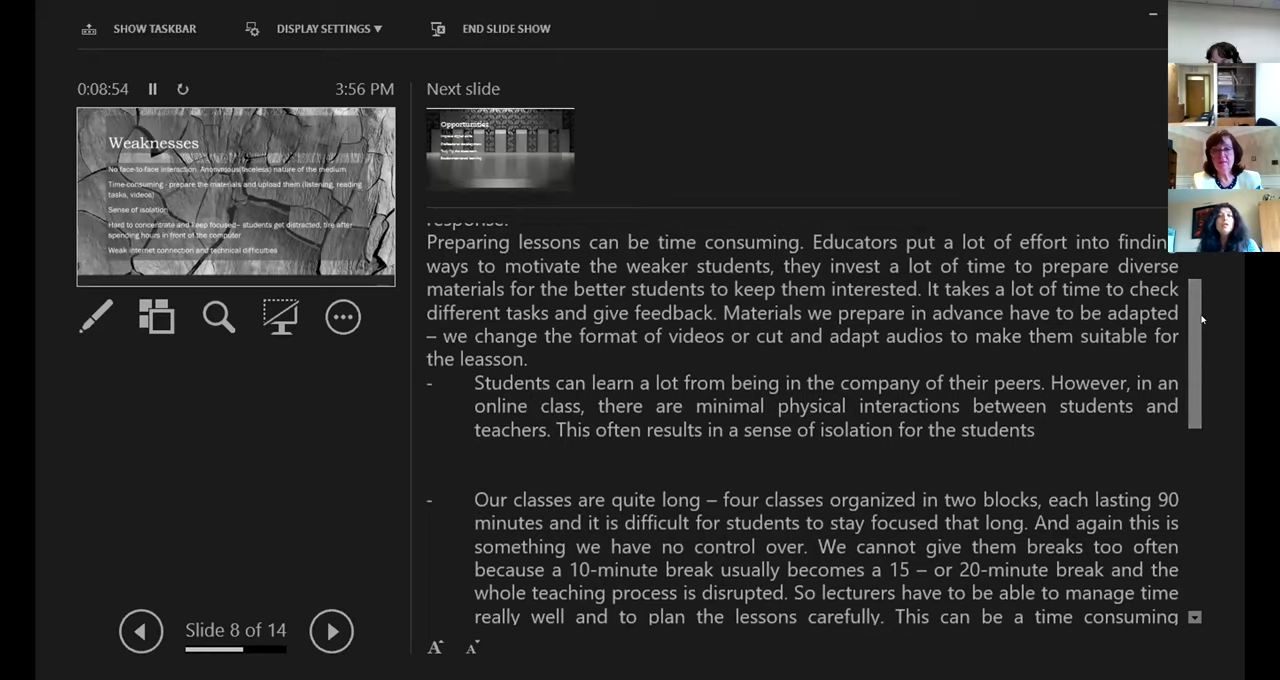 SHOW TASKBAR DISPLAY SETTINGS ▼ END SLIDE SHOW
0:08:54 3:56 PM
Weaknesses
No face-to-face interaction. Anonymous(faceless) nature of the medium
Time-consuming - prepare the materials and upload them (listening, reading
tasks, videos)
Sense of isolation
Hard to concentrate and keep focused– students get distracted, tire after
spending hours in front of the computer
Weak internet connection and technical difficulties
Next slide
Opportunities
response.
Preparing lessons can be time consuming. Educators put a lot of effort into finding
ways to motivate the weaker students, they invest a lot of time to prepare diverse
materials for the better students to keep them interested. It takes a lot of time to check
different tasks and give feedback. Materials we prepare in advance have to be adapted
– we change the format of videos or cut and adapt audios to make them suitable for
the leasson.
- Students can learn a lot from being in the company of their peers. However, in an
online class, there are minimal physical interactions between students and
teachers. This often results in a sense of isolation for the students
- Our classes are quite long – four classes organized in two blocks, each lasting 90
minutes and it is difficult for students to stay focused that long. And again this is
something we have no control over. We cannot give them breaks too often
because a 10-minute break usually becomes a 15 – or 20-minute break and the
whole teaching process is disrupted. So lecturers have to be able to manage time
really well and to plan the lessons carefully. This can be a time consuming
Slide 8 of 14
A A